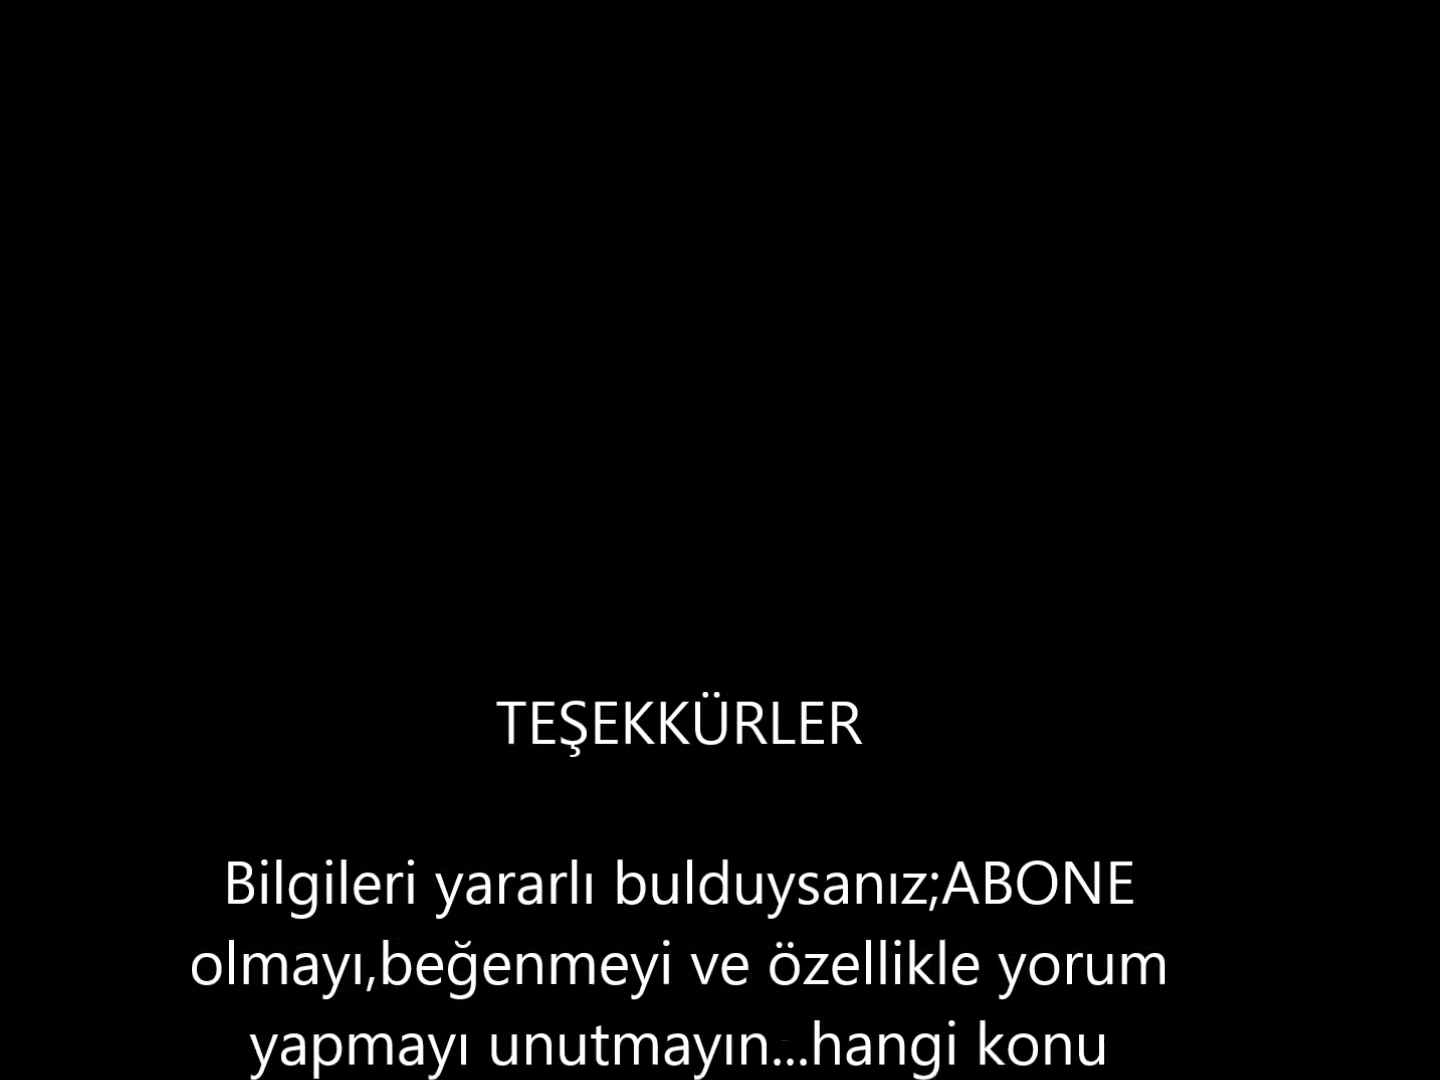 TEŞEKKÜRLER
Bilgileri yararlı bulduysanız;ABONE
olmayı,beğenmeyi ve özellikle yorum
yapmayı unutmayın...hangi konu